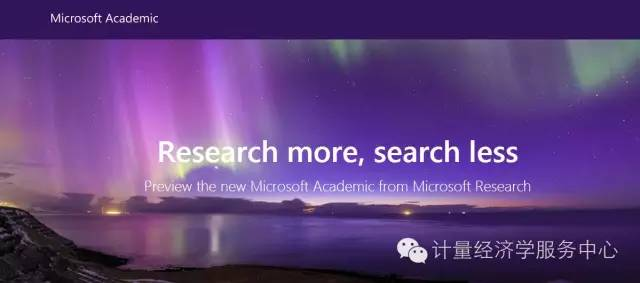 Microsoft Academic
Research more, search less
Preview the new Microsoft Academic from Microsoft Research
计量经济学服务中心